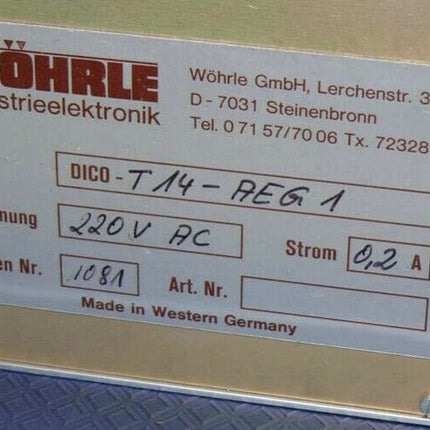 ÖHRLE
strieelektronik
Wöhrle GmbH, Lerchenstr. 3
D - 7031 Steinenbronn
Tel. 0 71 57/70 06 Tx. 72328
DICO - T14-AEG1
nung 220V AC Strom 0,2 A
en Nr. 1081 Art. Nr.
Made in Western Germany